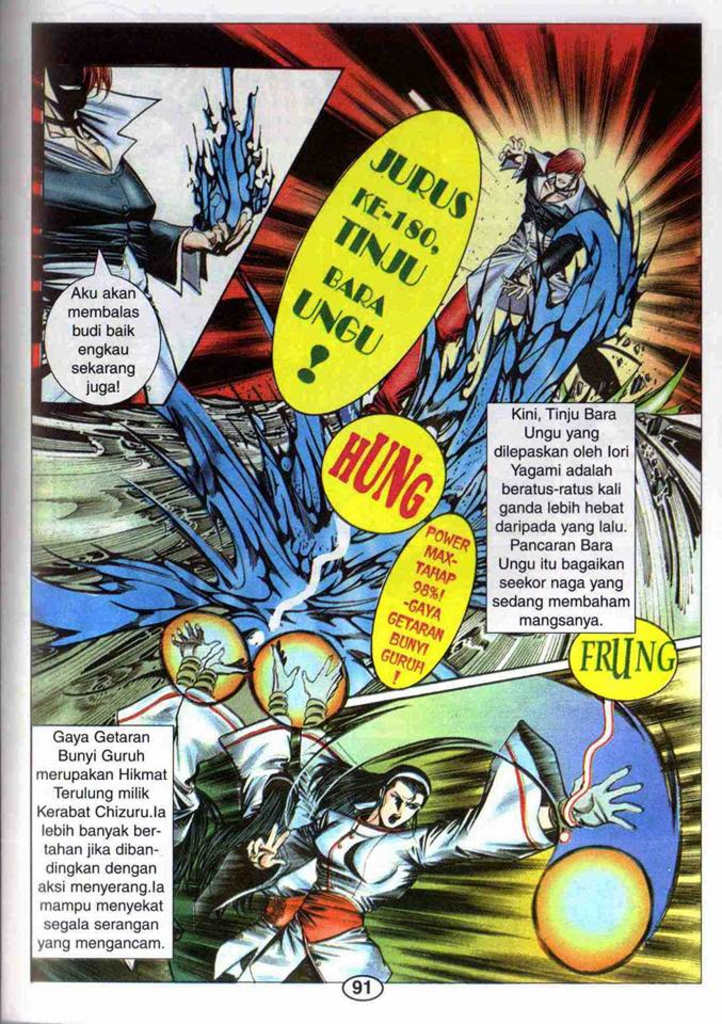 Aku akan
membalas
budi baik
engkau
sekarang
juga!
JURUS
KE-180,
TINJU
BARA
UNGU
!
HUNG
Kini, Tinju Bara
Ungu yang
dilepaskan oleh Iori
Yagami adalah
beratus-ratus kali
ganda lebih hebat
daripada yang lalu.
Pancaran Bara
Ungu itu bagaikan
seekor naga yang
sedang membaham
mangsanya.
POWER
MAX-
TAHAP
98%!
-GAYA
GETARAN
BUNYI
GURUH
!
FRUNG
Gaya Getaran
Bunyi Guruh
merupakan Hikmat
Terulung milik
Kerabat Chizuru.Ia
lebih banyak ber-
tahan jika diban-
dingkan dengan
aksi menyerang.Ia
mampu menyekat
segala serangan
yang mengancam.
91